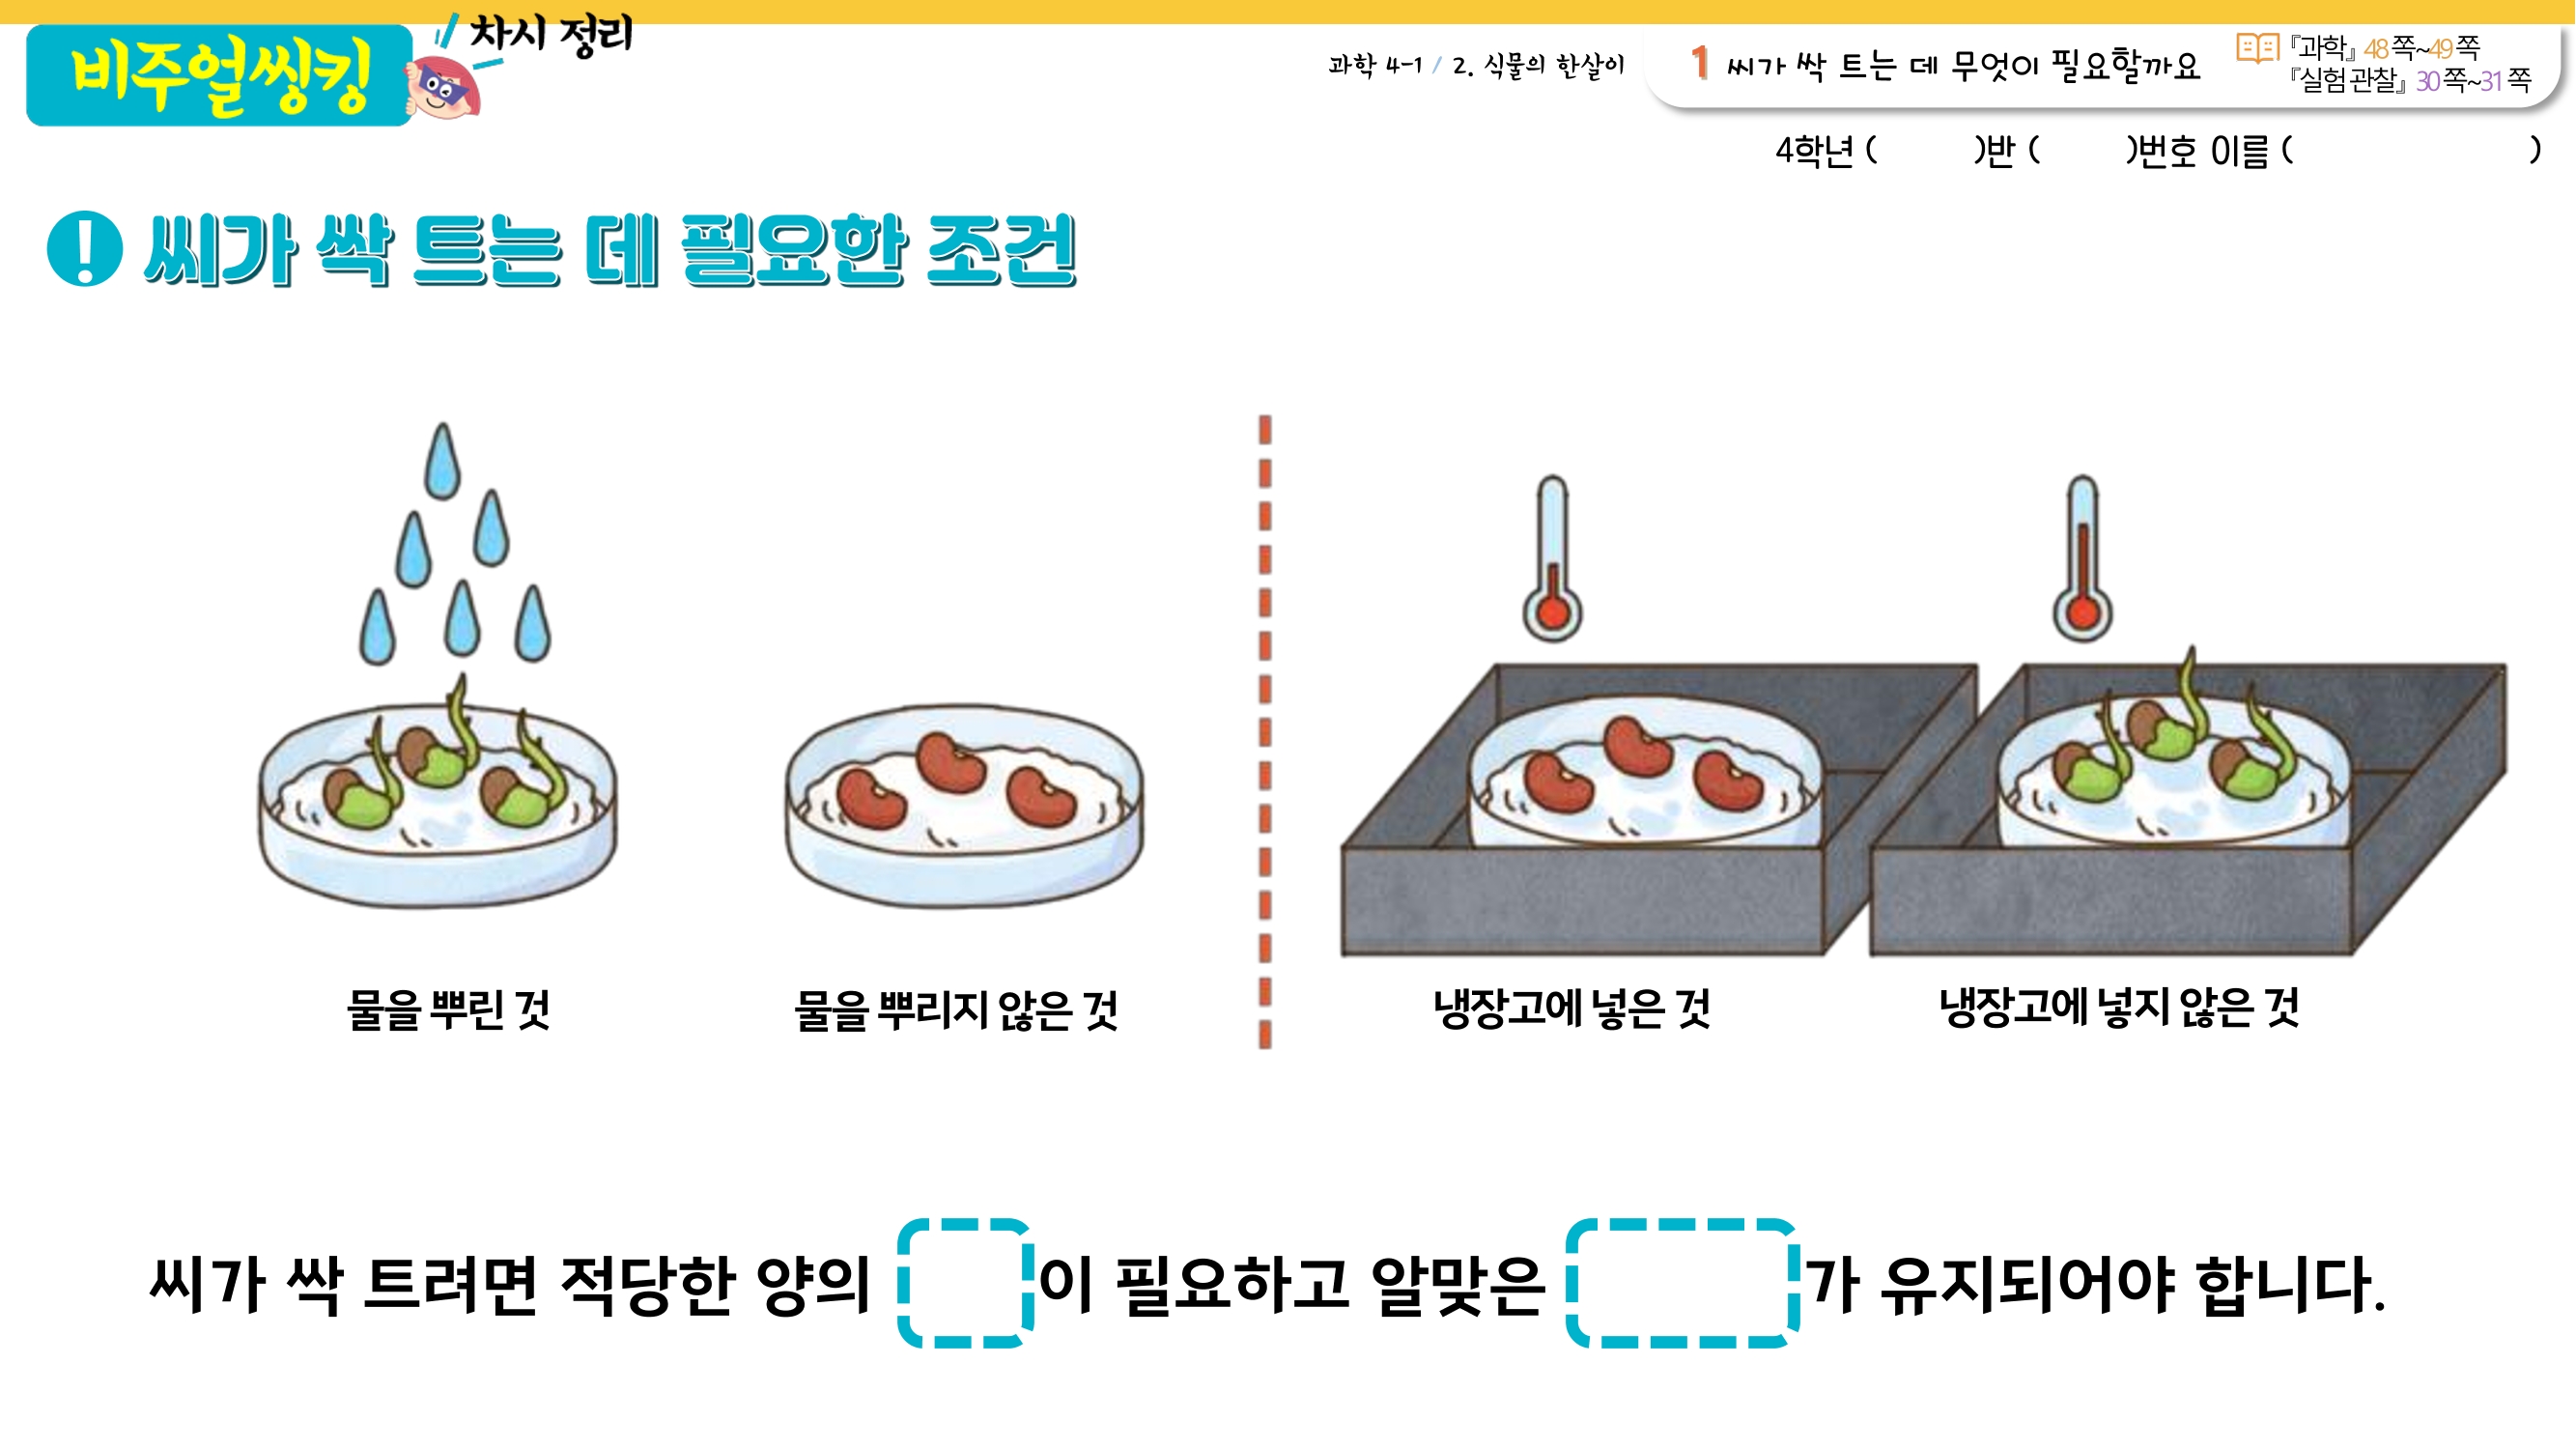 비주얼씽킹
차시 정리
과학 4-1 / 2. 식물의 한살이
1 씨가 싹 트는 데 무엇이 필요할까요
『과학』 48쪽~49쪽
『실험 관찰』 30쪽~31쪽
4학년 ( )반 ( )번호 이름 ( )
! 씨가 싹 트는 데 필요한 조건
물을 뿌린 것
물을 뿌리지 않은 것
냉장고에 넣은 것
냉장고에 넣지 않은 것
씨가 싹 트려면 적당한 양의 이 필요하고 알맞은 가 유지되어야 합니다.